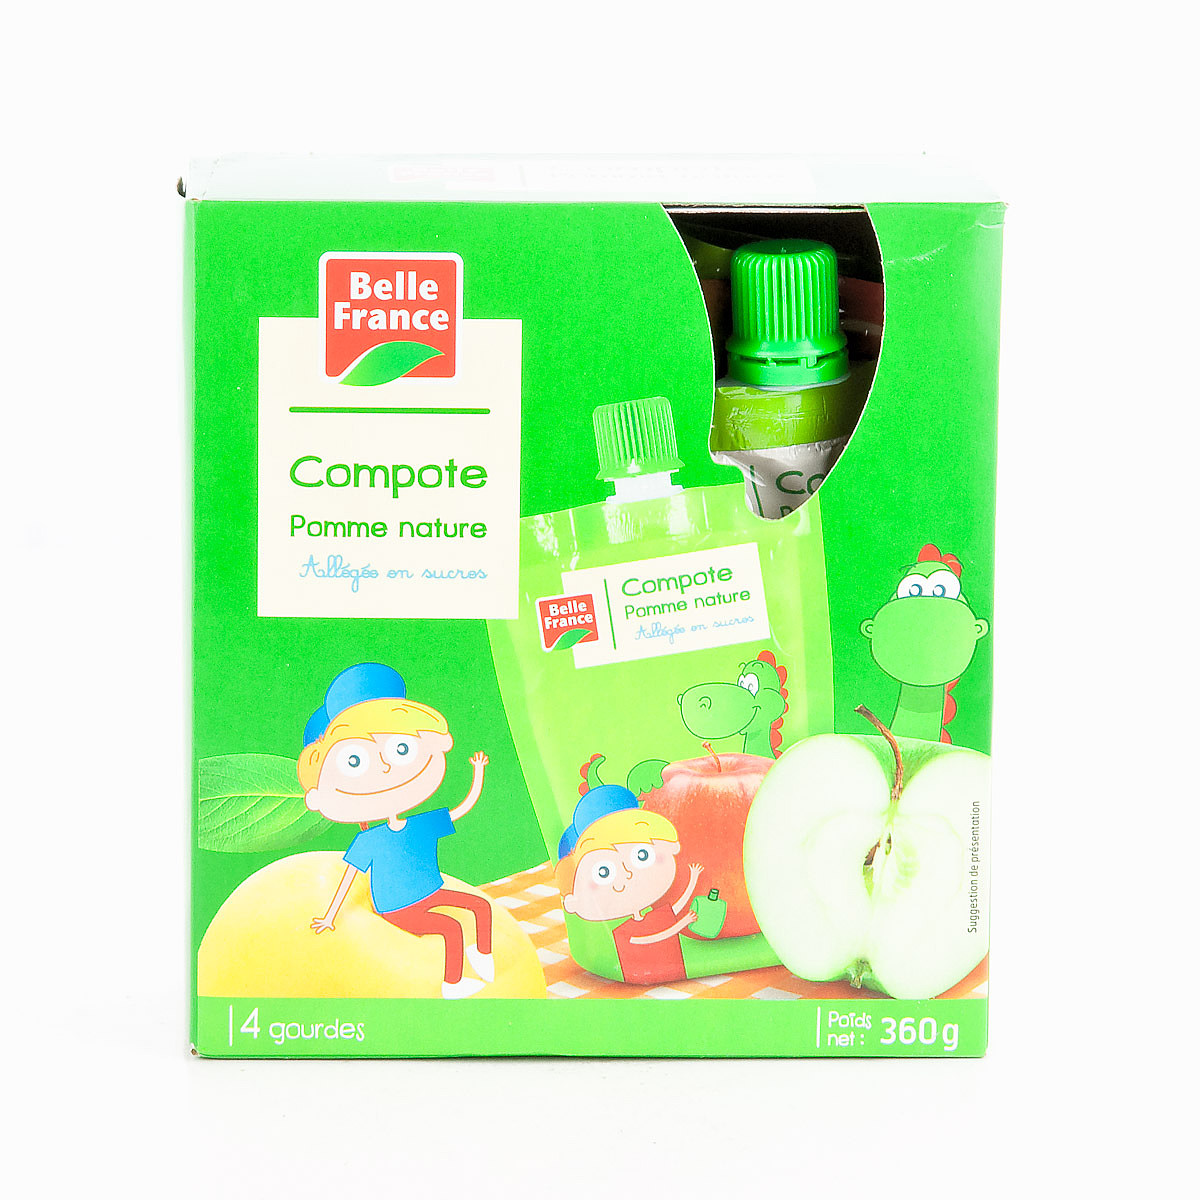 Belle
France
Compote
Pomme nature
Allégée en sucres
Co
Belle
France
Compote
Pomme nature
Allégée en sucres
Suggestion de présentation
4 gourdes
Poids
net :
360g